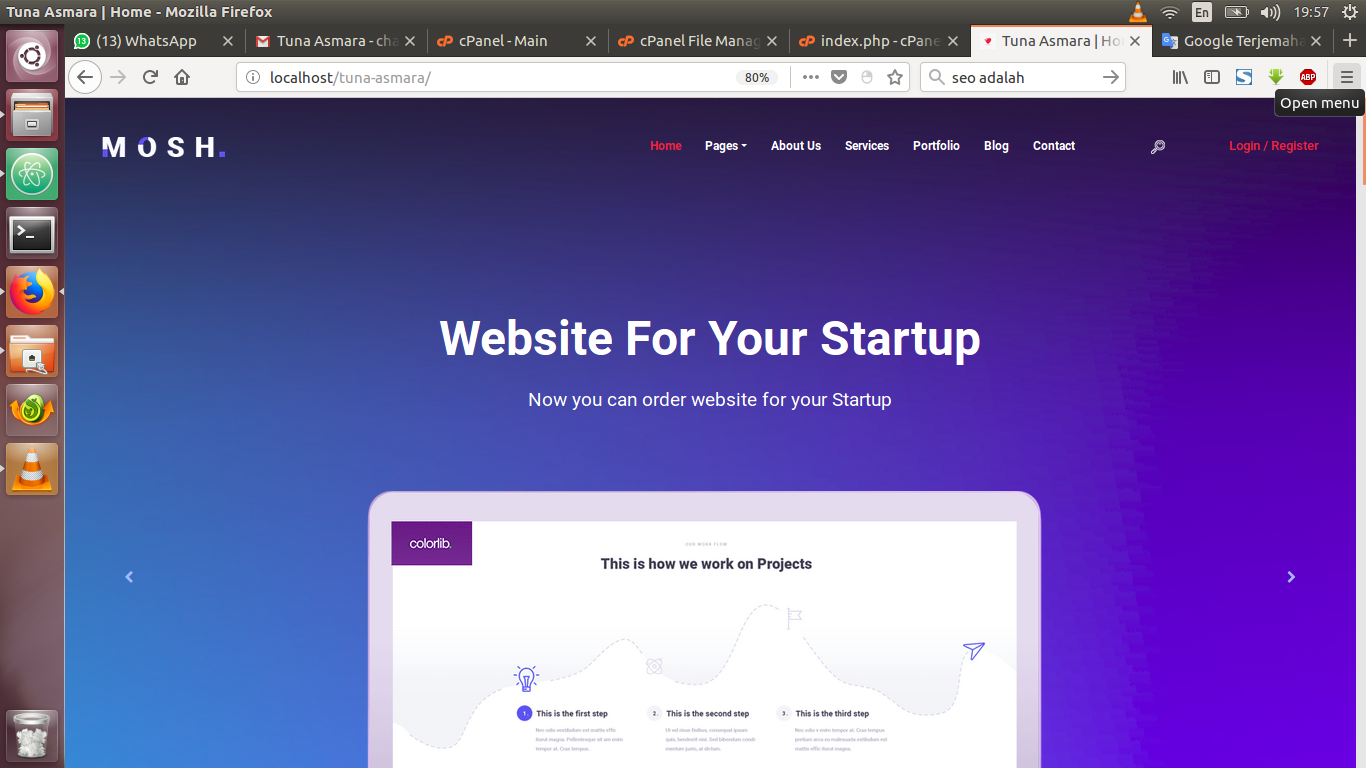 Tuna Asmara | Home - Mozilla Firefox
En
19:57
13
(13) WhatsApp
Tuna Asmara - cha
cPanel - Main
cPanel File Manag
index.php - cPane
Tuna Asmara | Ho
Google Terjemaha
localhost/tuna-asmara/
80%
seo adalah
ABP
Open menu
MOSH.
Home
Pages
About Us
Services
Portfolio
Blog
Contact
Login / Register
Website For Your Startup
Now you can order website for your Startup
colorlib.
OUR WORK FLOW
This is how we work on Projects
1. This is the first step
2. This is the second step
3. This is the third step